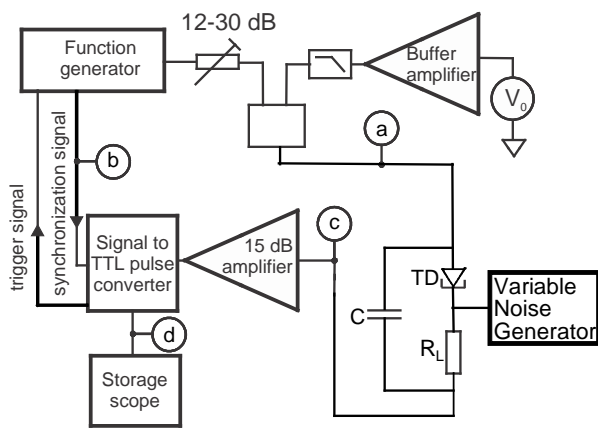 12-30 dB
Function
generator
Buffer
amplifier
V₀
a
b
trigger signal
synchronization signal
Signal to
TTL pulse
converter
15 dB
amplifier
c
TD
C
R_L
Variable
Noise
Generator
d
Storage
scope